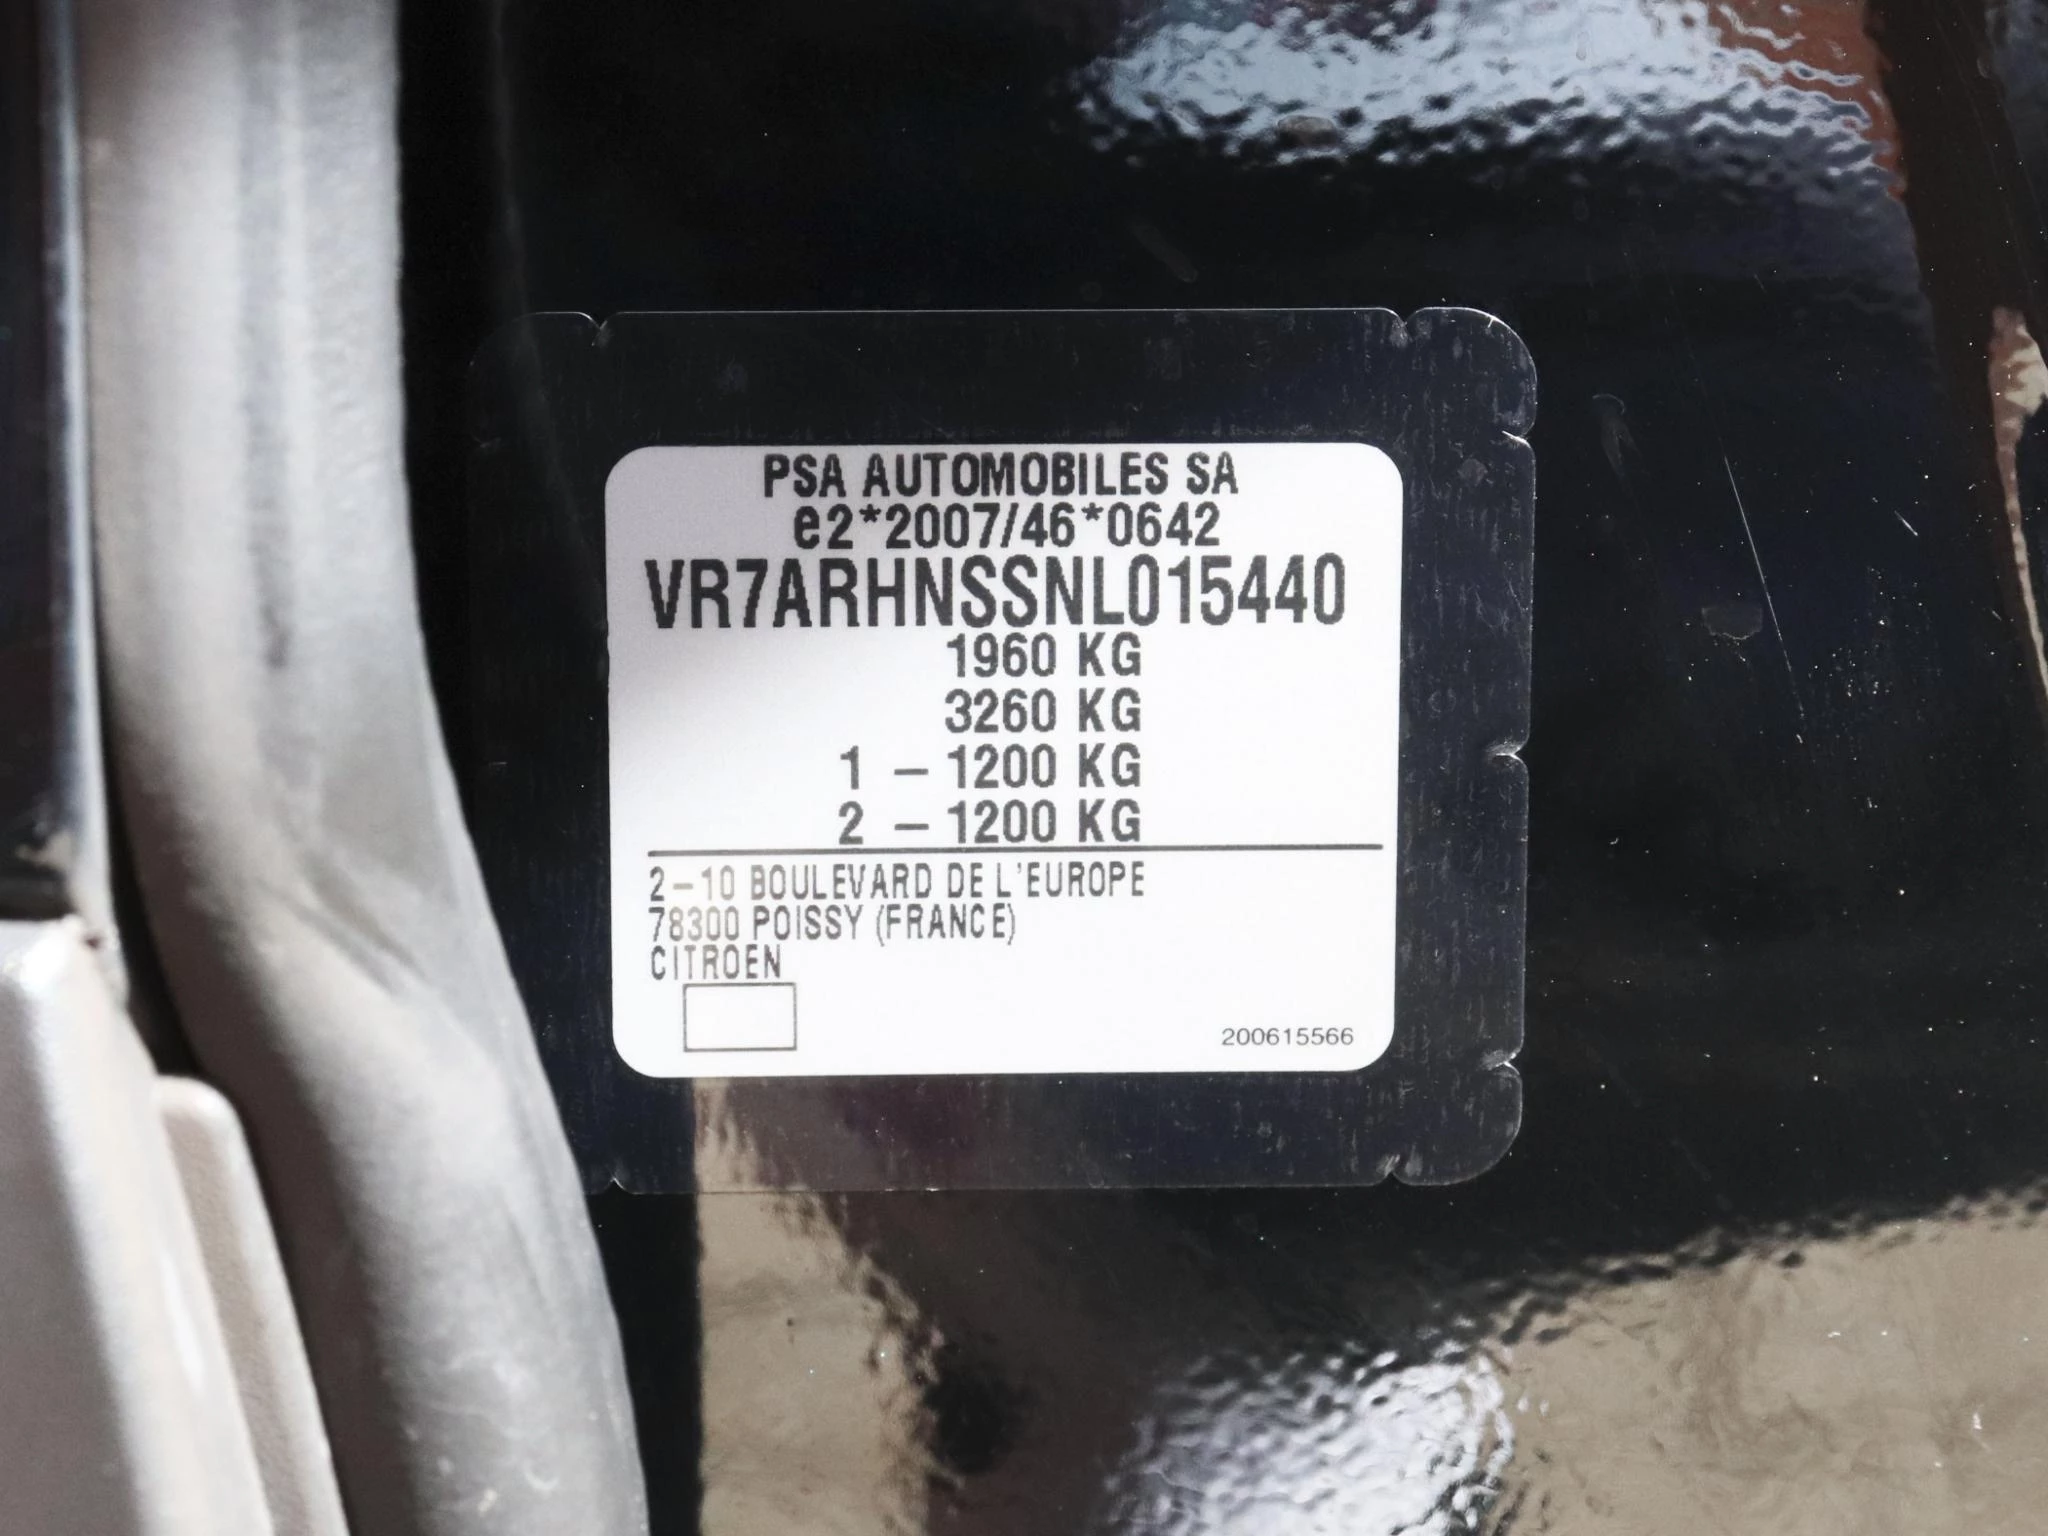 PSA AUTOMOBILES SA
e2*2007/46*0642
VR7ARHNSSNL015440
1960 KG
3260 KG
1 - 1200 KG
2 - 1200 KG
2-10 BOULEVARD DE L'EUROPE
78300 POISSY (FRANCE)
CITROEN
200615566